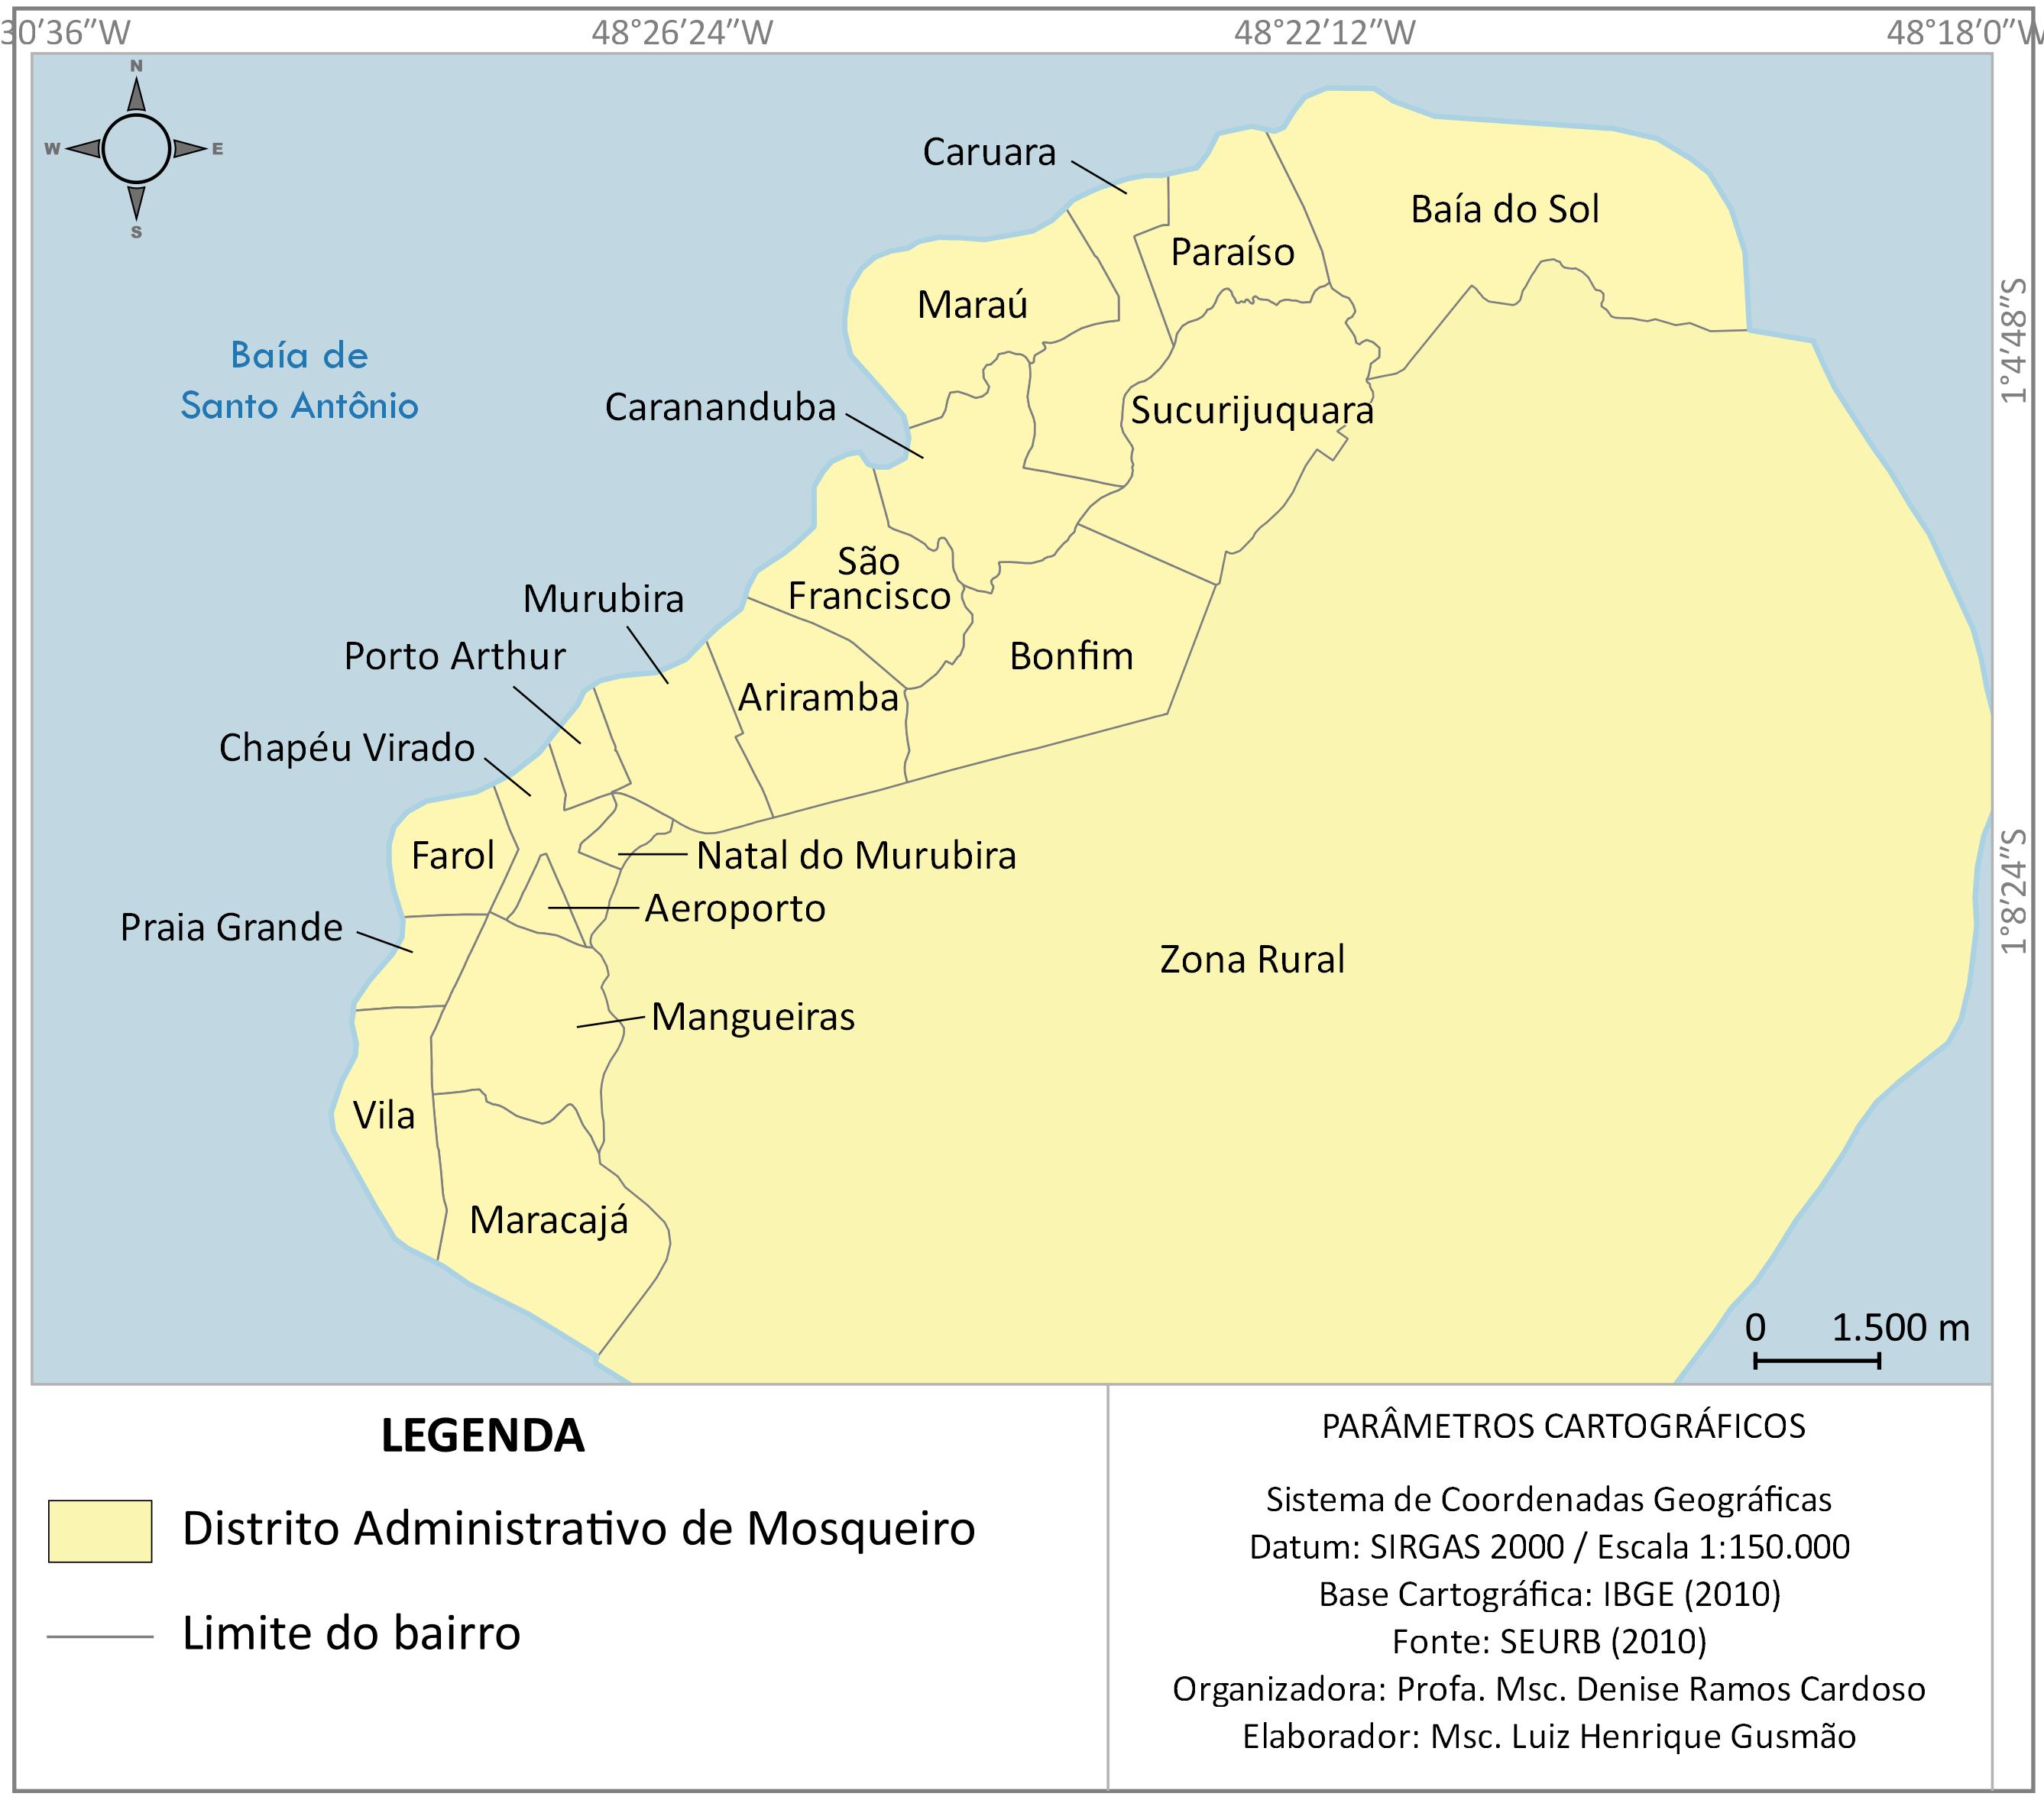 30’36”W
48°26’24”W
48°22’12”W
48°18’0”W
N
W
E
S
Caruara
Baía do Sol
Paraíso
Maraú
1°4’48”S
Baía de
Santo Antônio
Carananduba
Sucurijuquara
São
Francisco
Murubira
Porto Arthur
Bonfim
Ariramba
Chapéu Virado
Farol
Natal do Murubira
1°8’24”S
Aeroporto
Praia Grande
Zona Rural
Mangueiras
Vila
Maracajá
0
1.500 m
LEGENDA
Distrito Administrativo de Mosqueiro
Limite do bairro
PARÂMETROS CARTOGRÁFICOS
Sistema de Coordenadas Geográficas
Datum: SIRGAS 2000 / Escala 1:150.000
Base Cartográfica: IBGE (2010)
Fonte: SEURB (2010)
Organizadora: Profa. Msc. Denise Ramos Cardoso
Elaborador: Msc. Luiz Henrique Gusmão